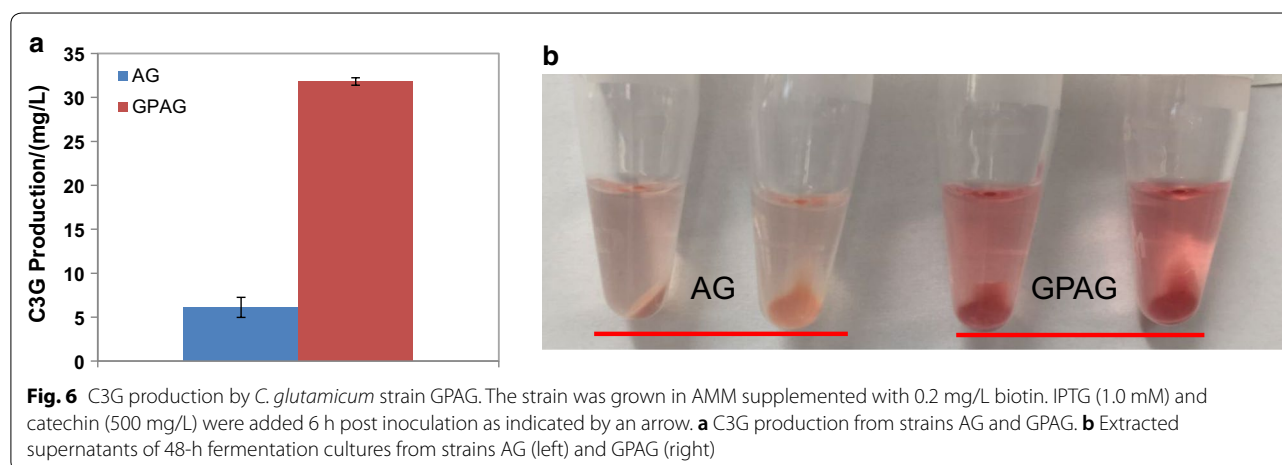 a
C3G Production/(mg/L)
35
30
25
20
15
10
5
0
AG
GPAG
b
AG
GPAG
Fig. 6 C3G production by C. glutamicum strain GPAG. The strain was grown in AMM supplemented with 0.2 mg/L biotin. IPTG (1.0 mM) and
catechin (500 mg/L) were added 6 h post inoculation as indicated by an arrow. a C3G production from strains AG and GPAG. b Extracted
supernatants of 48-h fermentation cultures from strains AG (left) and GPAG (right)